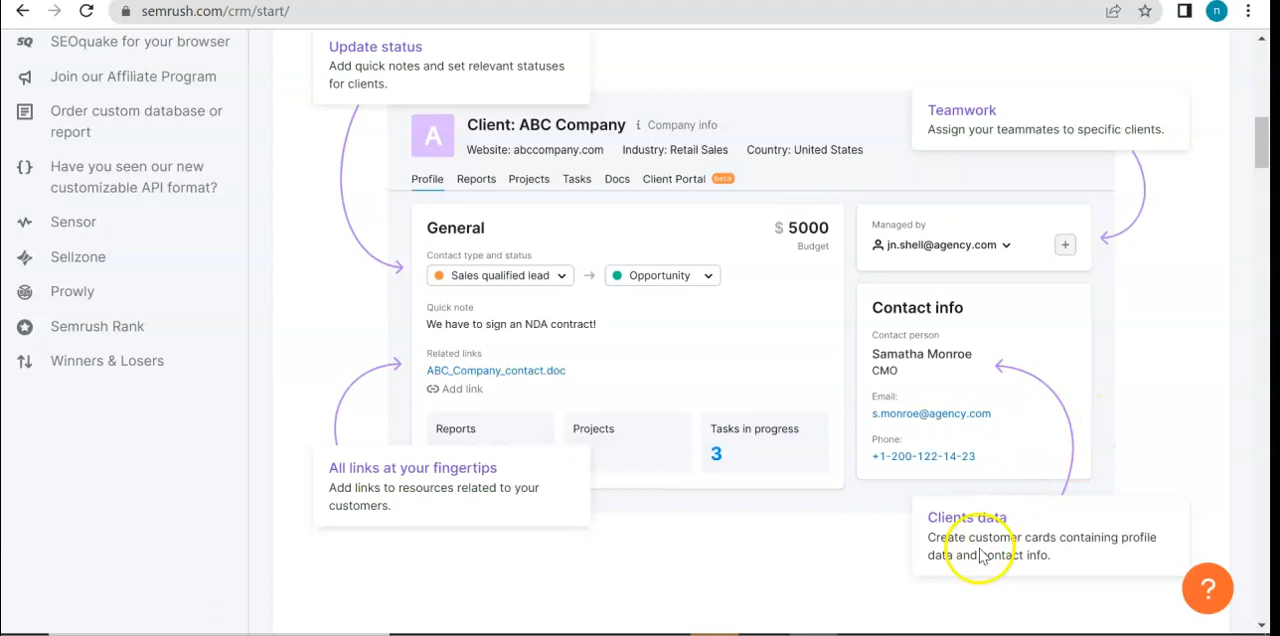 semrush.com/crm/start/
n
SEOquake for your browser
Join our Affiliate Program
Order custom database or
report
Have you seen our new
customizable API format?
Sensor
Sellzone
Prowly
Semrush Rank
Winners & Losers
Update status
Add quick notes and set relevant statuses
for clients.
Teamwork
Assign your teammates to specific clients.
A
Client: ABC Company
i Company info
Website: abccompany.com
Industry: Retail Sales
Country: United States
Profile
Reports
Projects
Tasks
Docs
Client Portal beta
General
$ 5000
Budget
Contact type and status
Sales qualified lead
Opportunity
Quick note
We have to sign an NDA contract!
Related links
ABC_Company_contact.doc
Add link
Reports
Projects
Tasks in progress
3
Managed by
jn.shell@agency.com
+
Contact info
Contact person
Samatha Monroe
CMO
Email:
s.monroe@agency.com
Phone:
+1-200-122-14-23
All links at your fingertips
Add links to resources related to your
customers.
Clients data
Create customer cards containing profile
data and contact info.
?